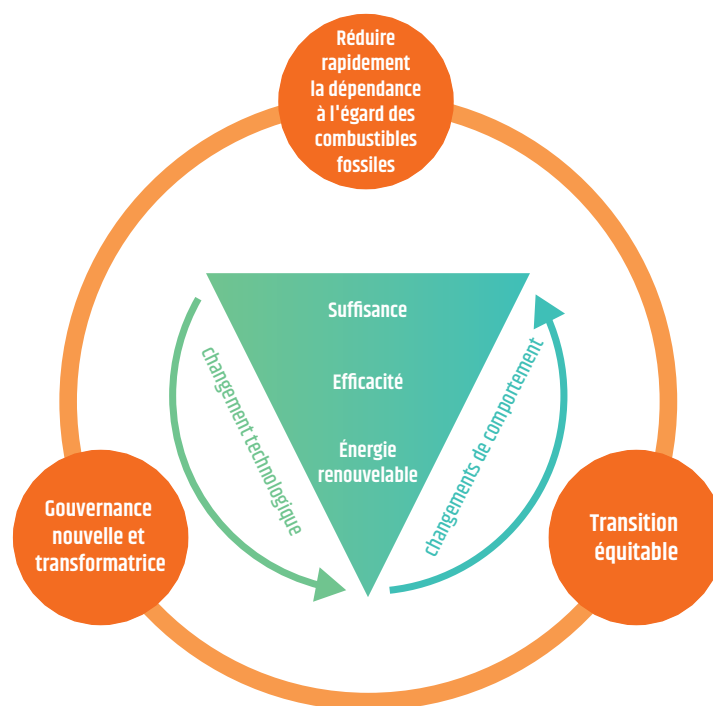 Réduire
rapidement
la dépendance
à l'égard des
combustibles
fossiles
Suffisance
Efficacité
Énergie
renouvelable
changement technologique
changements de comportement
Gouvernance
nouvelle et
transformatrice
Transition
équitable